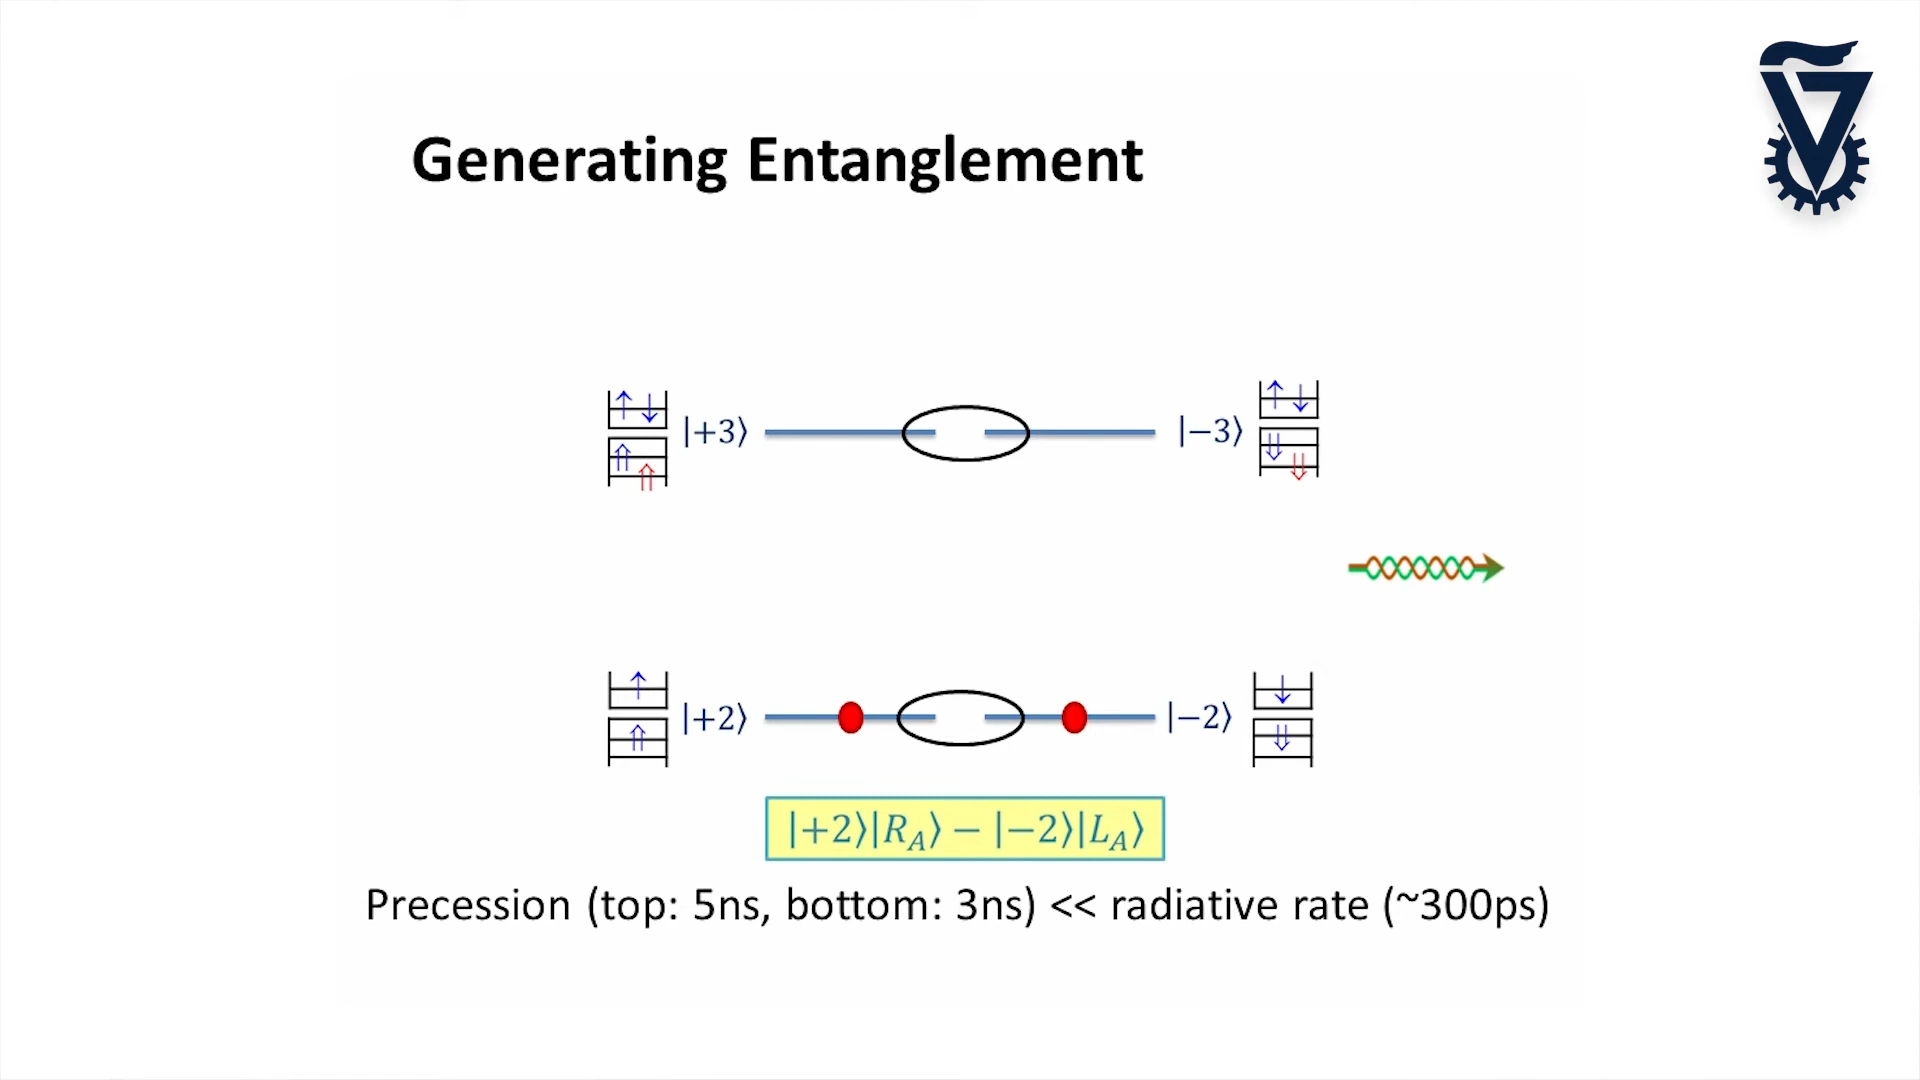 Generating Entanglement
|+3⟩ |−3⟩
|+2⟩ |−2⟩
|+2⟩|R_A⟩ − |−2⟩|L_A⟩
Precession (top: 5ns, bottom: 3ns) << radiative rate (~300ps)